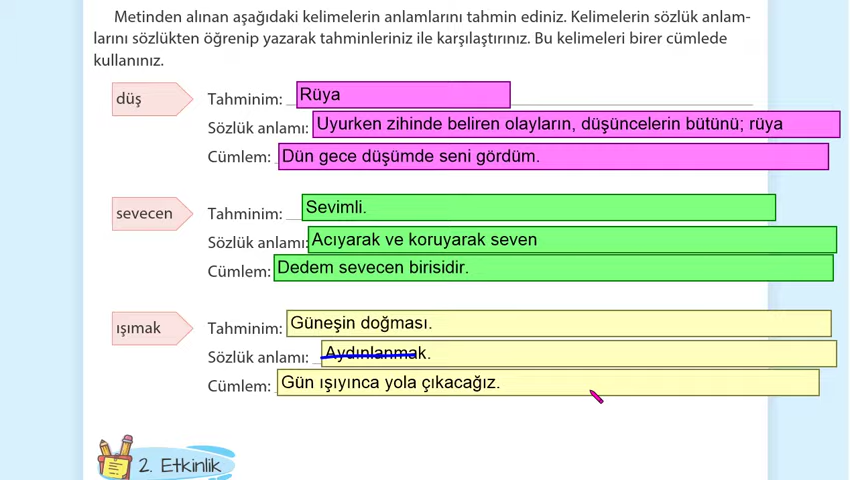 Metinden alınan aşağıdaki kelimelerin anlamlarını tahmin ediniz. Kelimelerin sözlük anlam-
larını sözlükten öğrenip yazarak tahminleriniz ile karşılaştırınız. Bu kelimeleri birer cümlede
kullanınız.
düş
Tahminim: Rüya
Sözlük anlamı: Uyurken zihinde beliren olayların, düşüncelerin bütünü; rüya
Cümlem: Dün gece düşümde seni gördüm.
sevecen
Tahminim: Sevimli.
Sözlük anlamı: Acıyarak ve koruyarak seven
Cümlem: Dedem sevecen birisidir.
ışımak
Tahminim: Güneşin doğması.
Sözlük anlamı: Aydınlanmak.
Cümlem: Gün ışıyınca yola çıkacağız.
2. Etkinlik